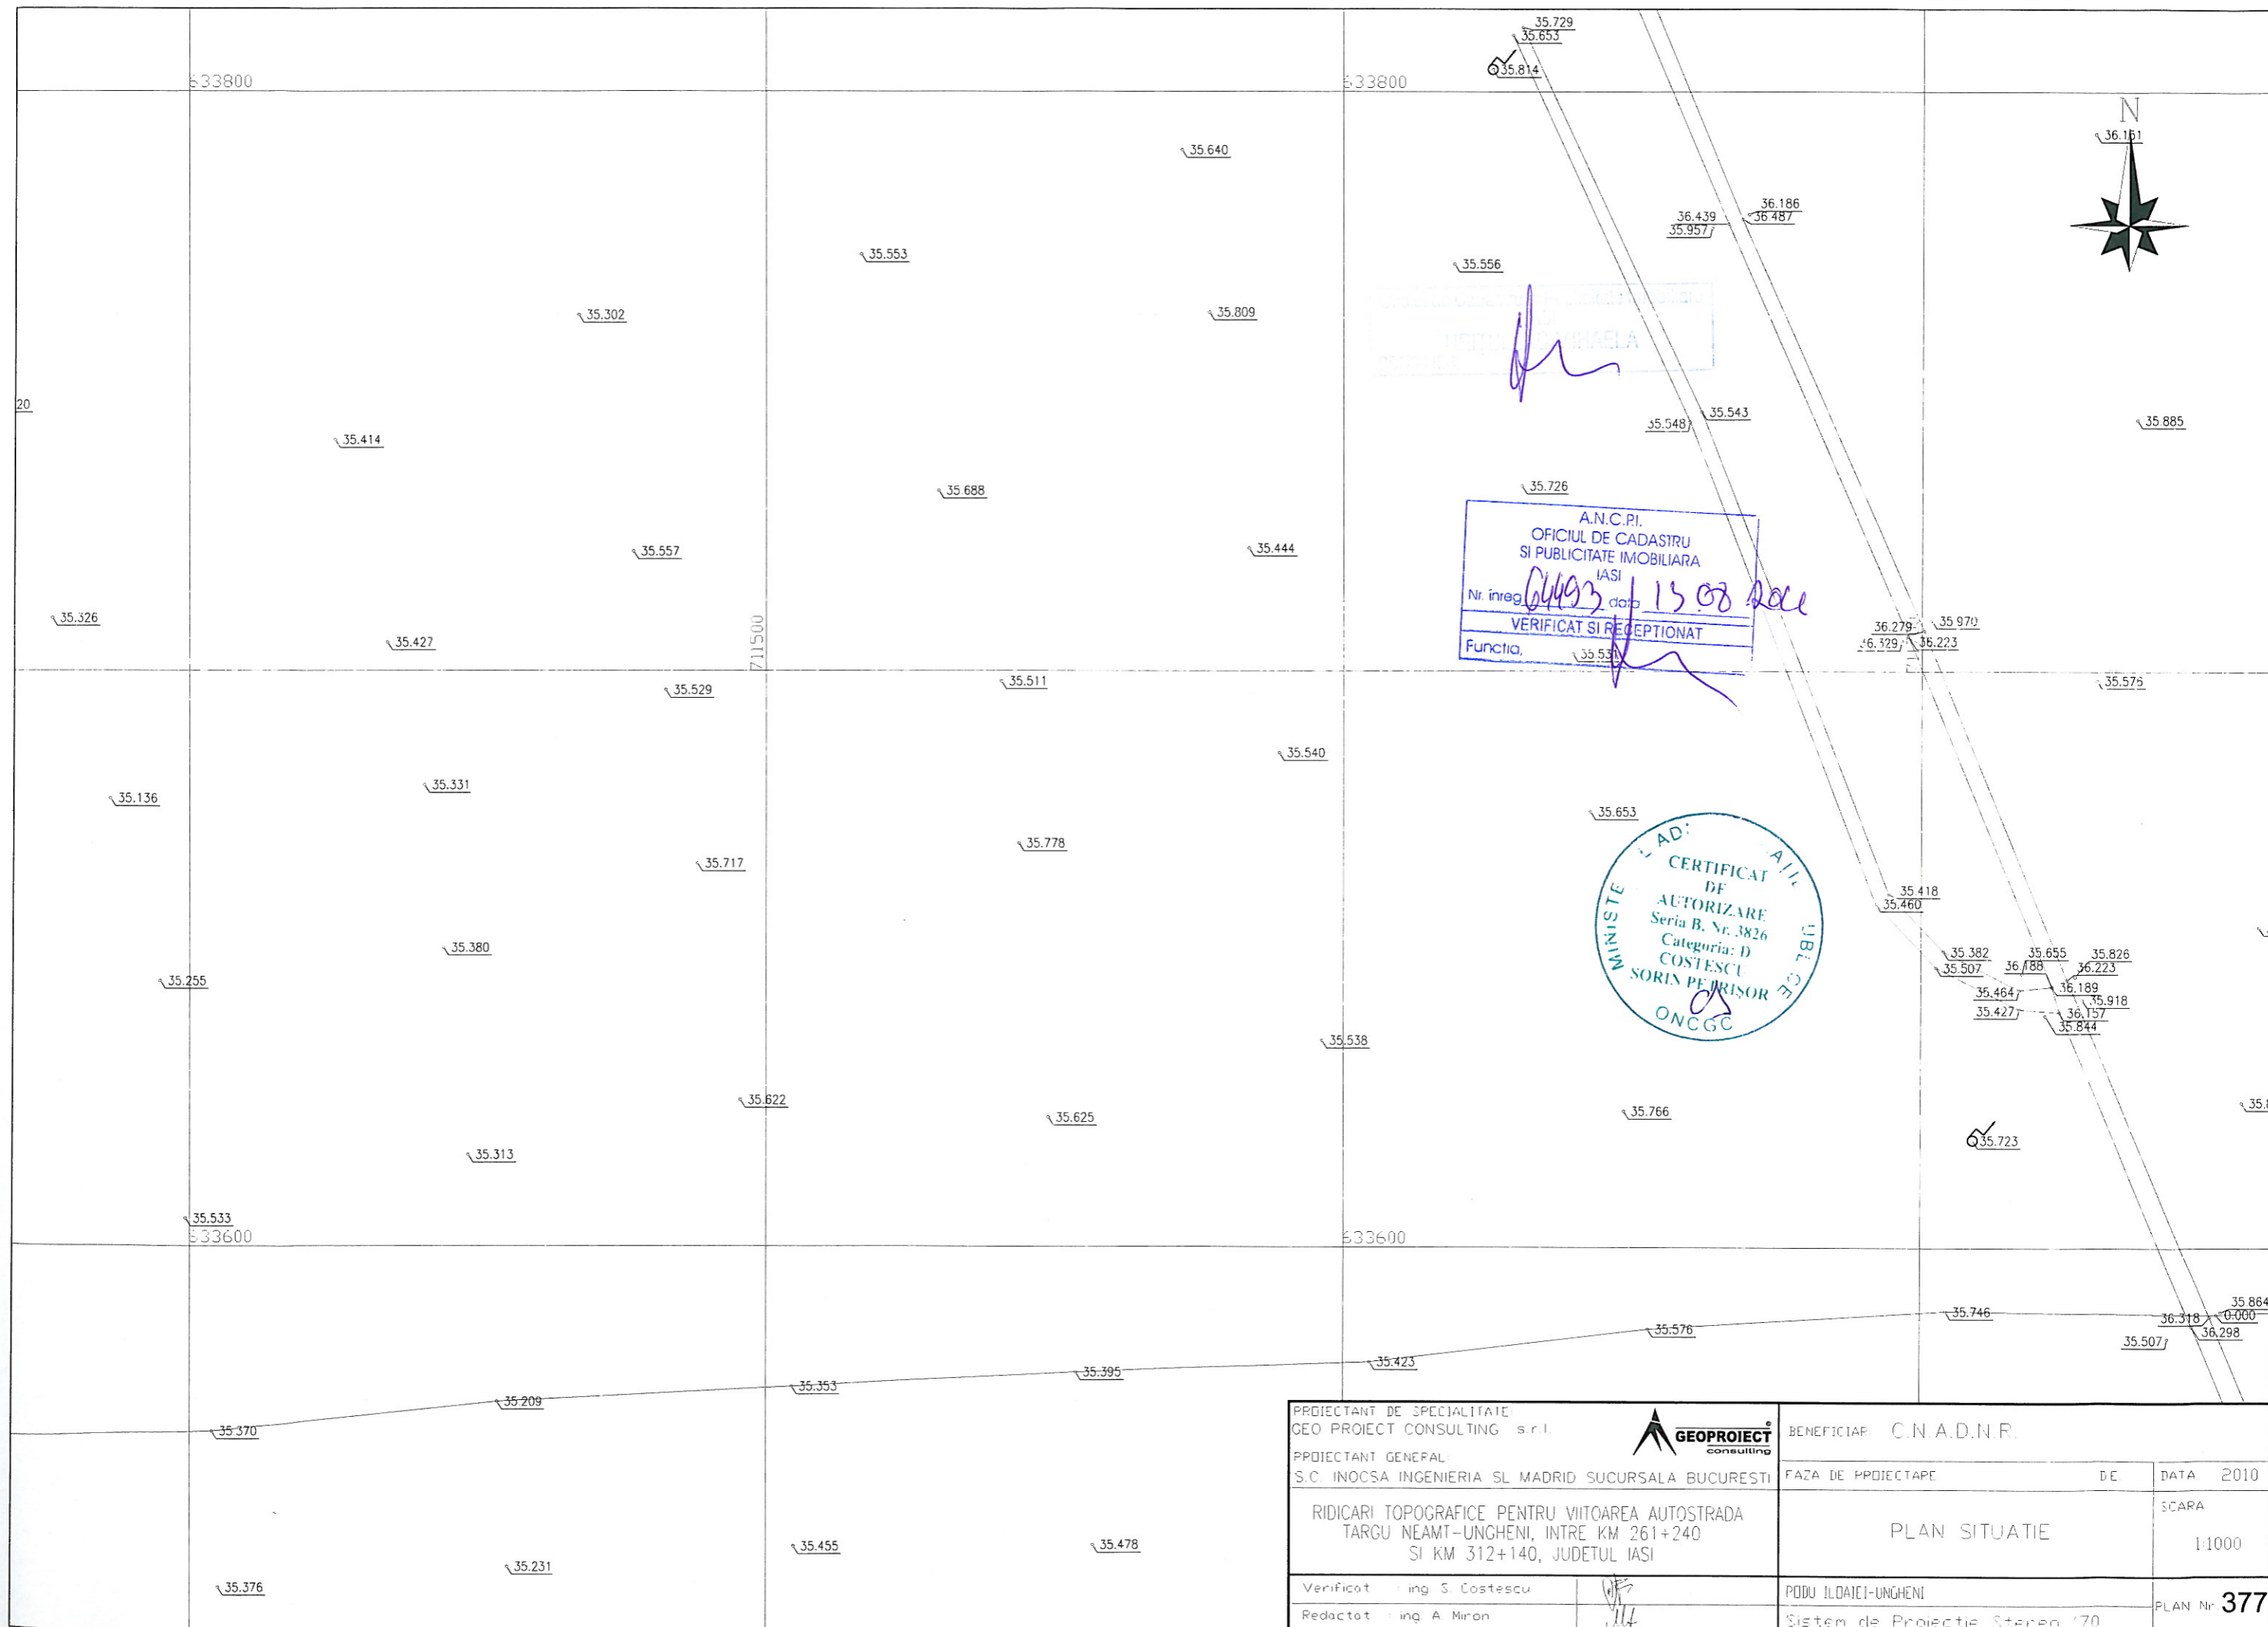 35.729
35.653
35.814
633800
633800
N
36.161
35.640
36.186
36.439
36.487
35.957
35.553
35.556
35.302
35.809
20
35.543
35.548
35.885
35.414
35.688
35.726
A.N.C.P.I.
OFICIUL DE CADASTRU
SI PUBLICITATE IMOBILIARA
IASI
Nr. inreg 64493 data 13 08
VERIFICAT SI RECEPTIONAT
Functia,
35.531
35.557
35.444
35.326
35.427
711500
36.279
35.970
36.329
36.223
35.529
35.511
35.576
35.540
35.136
35.331
35.653
35.778
35.717
MINISTE
CERTIFICAT
DE
AUTORIZARE
Seria B. Nr. 3826
Categoria: D
COSTESCU
SORIN PETRISOR
ONCGC
35.418
35.460
35.380
35.382
35.655
35.826
35.507
36.188
36.223
35.255
35.464
36.189
35.918
35.427
36.157
35.844
35.538
35.622
35.625
35.766
35.723
35.313
35.533
633600
633600
35.746
35.864
36.318
0.000
35.576
36.298
35.507
35.423
35.395
35.353
35.209
35.370
PROIECTANT DE SPECIALITATE
GEO PROIECT CONSULTING s.r.l.
GEOPROIECT
consulting
PROIECTANT GENERAL
S.C. INOCSA INGENIERIA SL MADRID SUCURSALA BUCURESTI
BENEFICIAR C.N.A.D.N.R.
FAZA DE PROIECTARE D.E.
DATA 2010
RIDICARI TOPOGRAFICE PENTRU VIITOAREA AUTOSTRADA
TARGU NEAMT-UNGHENI, INTRE KM 261+240
SI KM 312+140, JUDETUL IASI
PLAN SITUATIE
SCARA
1:1000
35.455
35.478
35.231
35.376
Verificat : ing S. Costescu
Redactat : ing A. Miron
PODU ILOAIEI-UNGHENI
Sistem de Proiectie Stereo '70
PLAN Nr 377